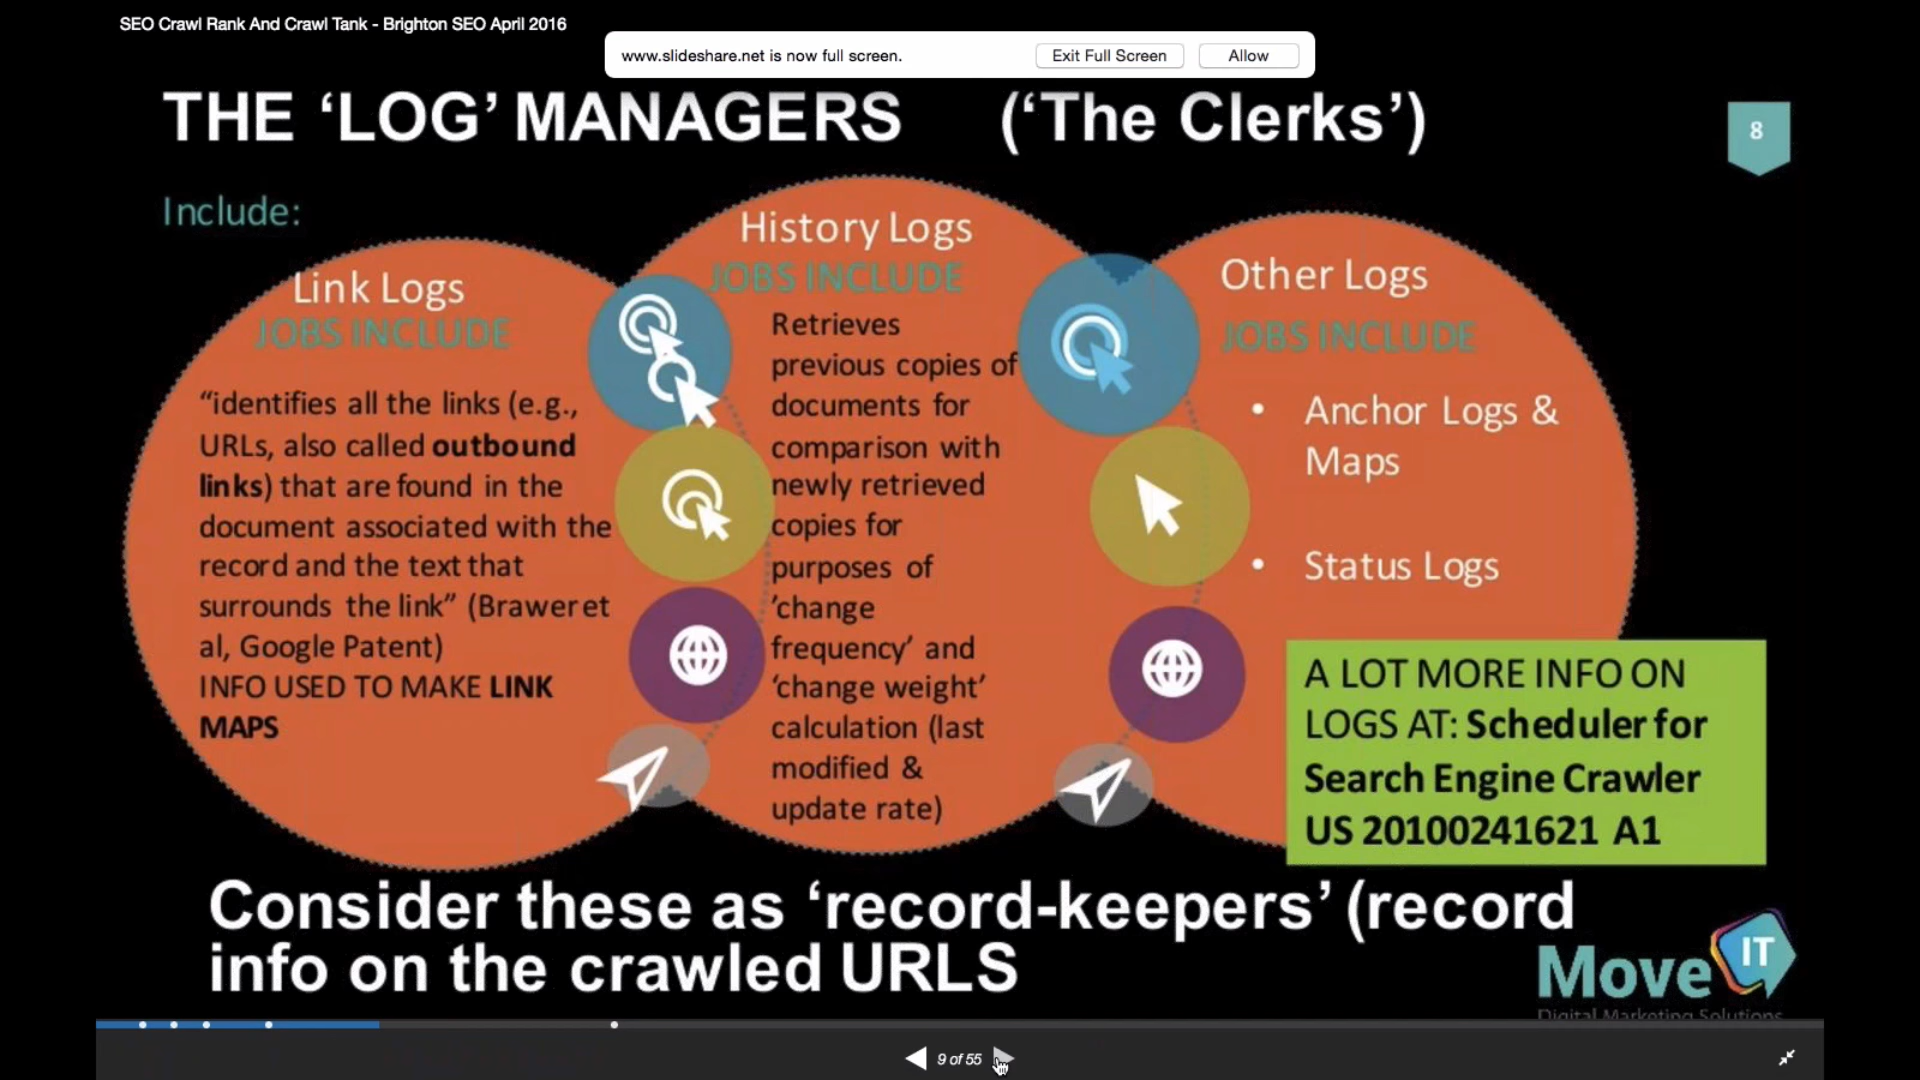 SEO Crawl Rank And Crawl Tank - Brighton SEO April 2016
www.slideshare.net is now full screen.
Exit Full Screen
Allow
THE ‘LOG’ MANAGERS (‘The Clerks’)
8
Include:
Link Logs
JOBS INCLUDE
“identifies all the links (e.g.,
URLs, also called outbound
links) that are found in the
document associated with the
record and the text that
surrounds the link” (Brawer et
al, Google Patent)
INFO USED TO MAKE LINK
MAPS
History Logs
JOBS INCLUDE
Retrieves
previous copies of
documents for
comparison with
newly retrieved
copies for
purposes of
‘change
frequency’ and
‘change weight’
calculation (last
modified &
update rate)
Other Logs
JOBS INCLUDE
• Anchor Logs &
Maps
• Status Logs
A LOT MORE INFO ON
LOGS AT: Scheduler for
Search Engine Crawler
US 20100241621 A1
Consider these as ‘record-keepers’ (record
info on the crawled URLS
Move IT
Digital Marketing Solutions
9 of 55